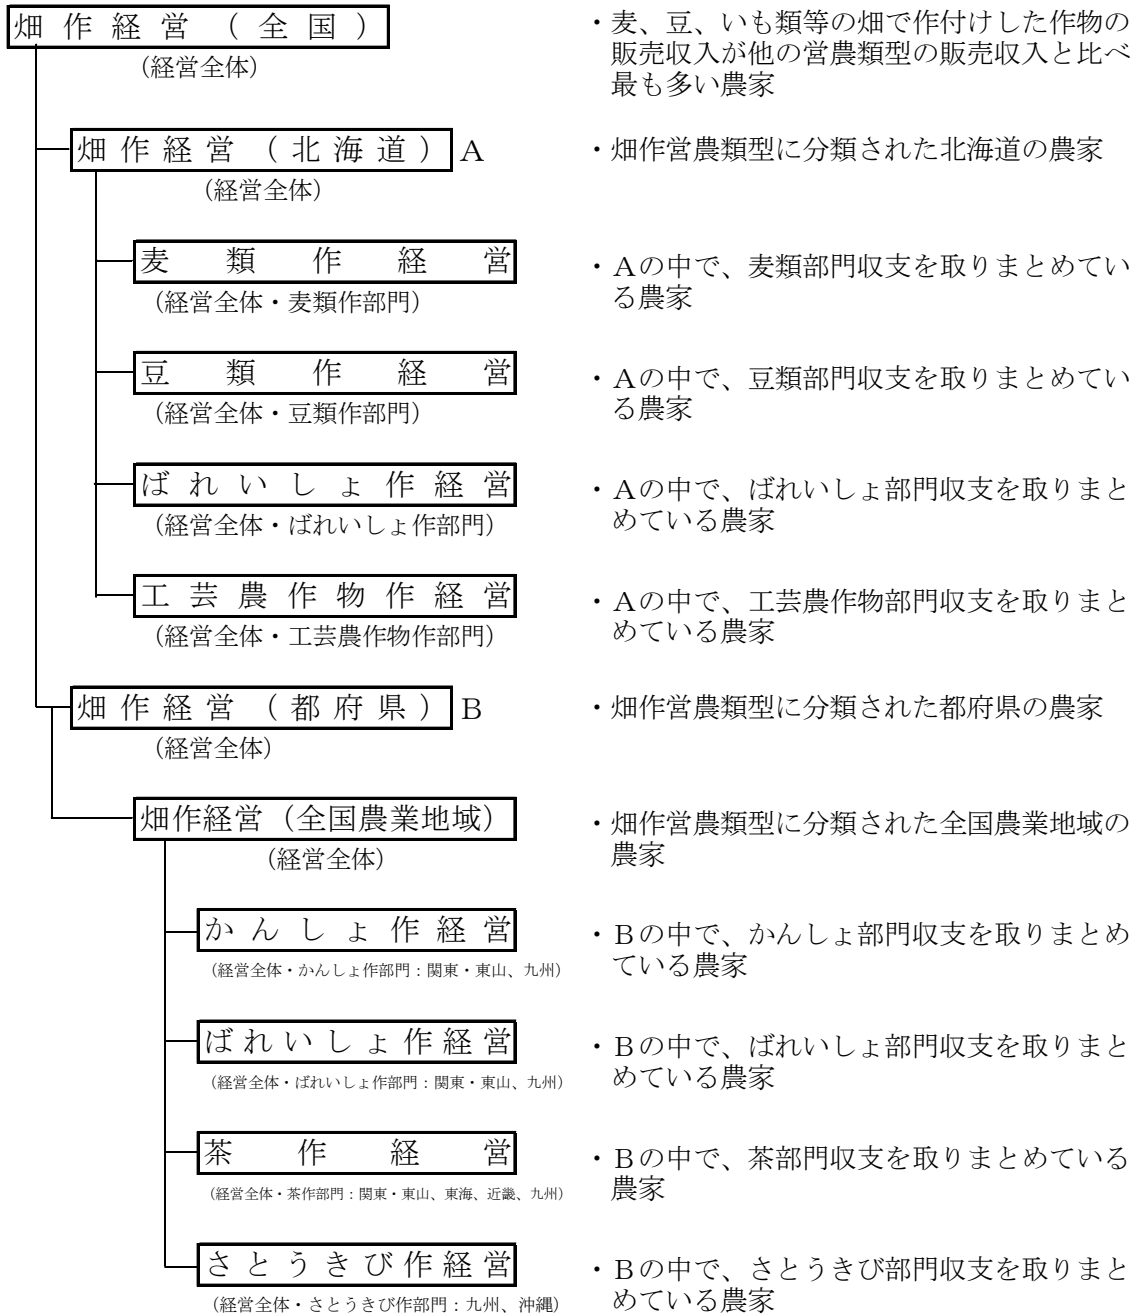 畑作経営（全国）
・麦、豆、いも類等の畑で作付けした作物の
販売収入が他の営農類型の販売収入と比べ
最も多い農家
（経営全体）
畑作経営（北海道） A
・畑作営農類型に分類された北海道の農家
（経営全体）
麦類作経営
・Aの中で、麦類部門収支を取りまとめてい
る農家
（経営全体・麦類作部門）
豆類作経営
・Aの中で、豆類部門収支を取りまとめてい
る農家
（経営全体・豆類作部門）
ばれいしょ作経営
・Aの中で、ばれいしょ部門収支を取りまと
めている農家
（経営全体・ばれいしょ作部門）
工芸農作物作経営
・Aの中で、工芸農作物部門収支を取りまと
めている農家
（経営全体・工芸農作物作部門）
畑作経営（都府県） B
・畑作営農類型に分類された都府県の農家
（経営全体）
畑作経営（全国農業地域）
・畑作営農類型に分類された全国農業地域の
農家
（経営全体）
かんしょ作経営
・Bの中で、かんしょ部門収支を取りまとめ
ている農家
（経営全体・かんしょ作部門：関東・東山、九州）
ばれいしょ作経営
・Bの中で、ばれいしょ部門収支を取りまと
めている農家
（経営全体・ばれいしょ作部門：関東・東山、九州）
茶作経営
・Bの中で、茶部門収支を取りまとめている
農家
（経営全体・茶作部門：関東・東山、東海、近畿、九州）
さとうきび作経営
・Bの中で、さとうきび部門収支を取りまと
めている農家
（経営全体・さとうきび作部門：九州、沖縄）